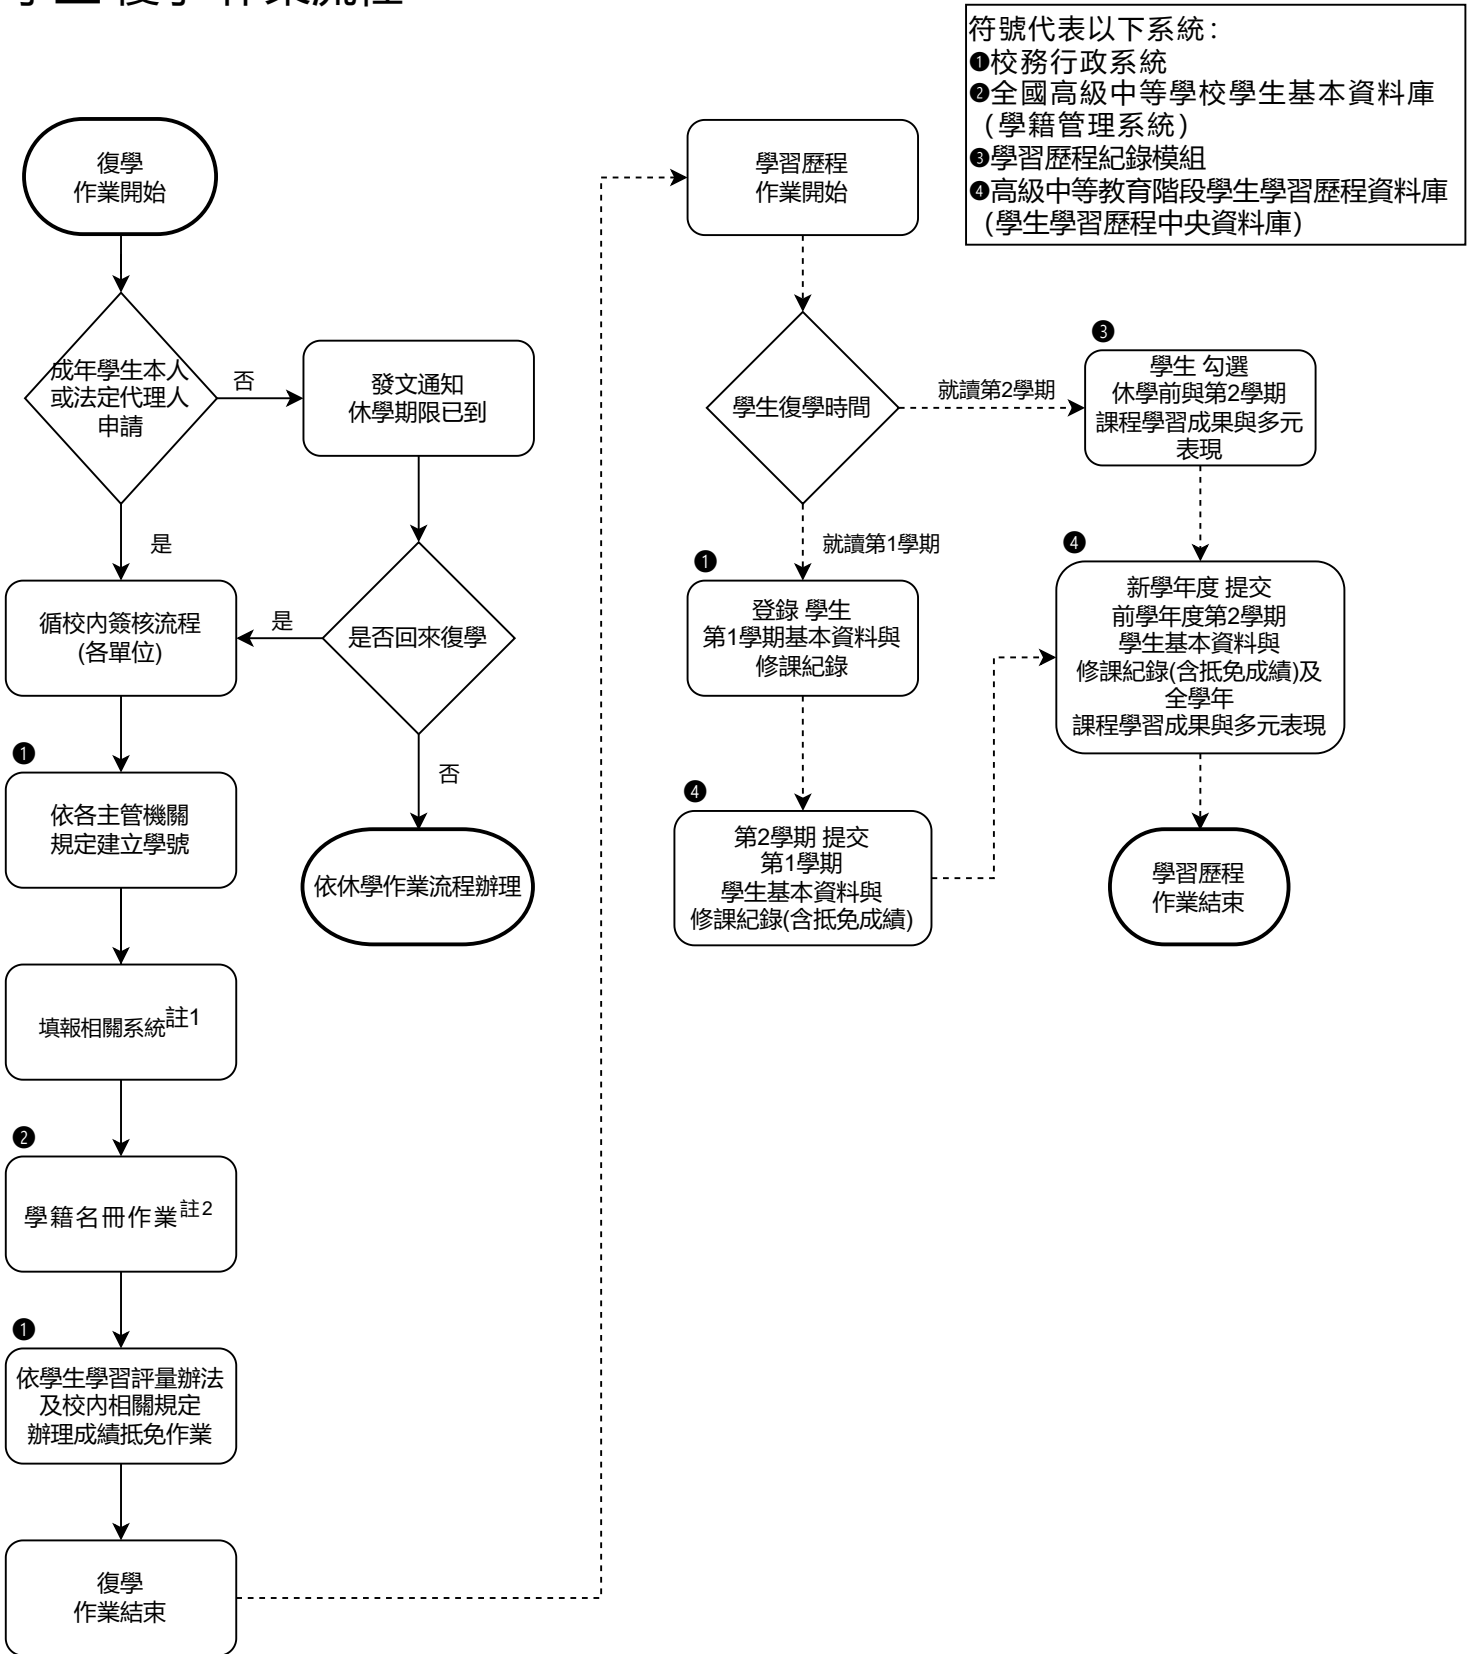 學生復學作業流程
符號代表以下系統：
❶校務行政系統
❷全國高級中等學校學生基本資料庫
(學籍管理系統)
❸學習歷程紀錄模組
❹高級中等教育階段學生學習歷程資料庫
(學生學習歷程中央資料庫)
復學
作業開始
成年學生本人
或法定代理人
申請
否
發文通知
休學期限已到
是
是否回來復學
是
否
依休學作業流程辦理
循校內簽核流程
(各單位)
❶
依各主管機關
規定建立學號
填報相關系統註1
❷
學籍名冊作業註2
❶
依學生學習評量辦法
及校內相關規定
辦理成績抵免作業
復學
作業結束
學習歷程
作業開始
學生復學時間
就讀第2學期
❸
學生 勾選
休學前與第2學期
課程學習成果與多元
表現
就讀第1學期
❶
登錄 學生
第1學期基本資料與
修課紀錄
❹
第2學期 提交
第1學期
學生基本資料與
修課紀錄(含抵免成績)
❹
新學年度 提交
前學年度第2學期
學生基本資料與
修課紀錄(含抵免成績)及
全學年
課程學習成果與多元表現
學習歷程
作業結束